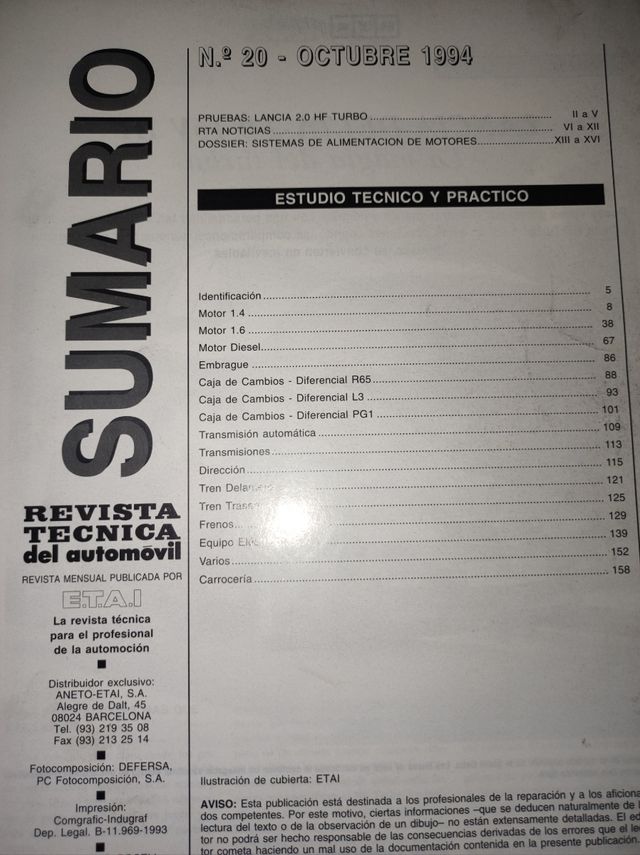 SUMARIO
N.º 20 - OCTUBRE 1994
PRUEBAS: LANCIA 2.0 HF TURBO ........ II a V
RTA NOTICIAS ........ VI a XII
DOSSIER: SISTEMAS DE ALIMENTACION DE MOTORES ........ XIII a XVI
ESTUDIO TECNICO Y PRACTICO
Identificación ........ 5
Motor 1.4 ........ 8
Motor 1.6 ........ 38
Motor Diesel ........ 67
Embrague ........ 86
Caja de Cambios - Diferencial R65 ........ 88
Caja de Cambios - Diferencial L3 ........ 93
Caja de Cambios - Diferencial PG1 ........ 101
Transmisión automática ........ 109
Transmisiones ........ 113
Dirección ........ 115
Tren ........ 121
Tren ........ 125
Frenos ........ 129
Equipo ........ 139
Varios ........ 152
Carrocería ........ 158
REVISTA
TECNICA
del automóvil
REVISTA MENSUAL PUBLICADA POR
E.T.A.I
La revista técnica
para el profesional
de la automoción
Distribuidor exclusivo:
ANETO-ETAI, S.A.
Alegre de Dalt, 45
08024 BARCELONA
Tel. (93) 219 35 08
Fax (93) 213 25 14
Fotocomposición: DEFERSA,
PC Fotocomposición, S.A.
Impresión:
Comgrafic-Indugraf
Dep. Legal. B-11.969-1993
Ilustración de cubierta: ETAI
AVISO: Esta publicación está destinada a los profesionales de la reparación y a los aficiona-
dos competentes. Por este motivo, ciertas informaciones –que se deducen naturalmente de
lectura del texto o de la observación de un dibujo– no están extensamente detalladas. El ed
tor no podrá ser hecho responsable de las consecuencias derivadas de los errores que el lec
tor cometa haciendo un mal uso de la documentación contenida en la presente publicación.